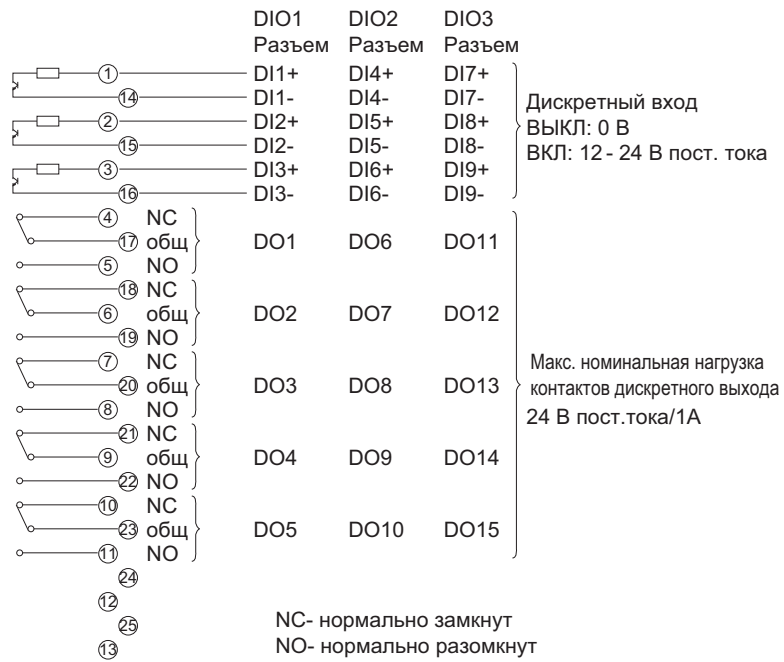 DIO1 DIO2 DIO3
Разъем Разъем Разъем
1 DI1+ DI4+ DI7+
14 DI1- DI4- DI7-
2 DI2+ DI5+ DI8+
15 DI2- DI5- DI8-
3 DI3+ DI6+ DI9+
16 DI3- DI6- DI9-
Дискретный вход
ВЫКЛ: 0 В
ВКЛ: 12 - 24 В пост. тока
4 NC
17 общ DO1 DO6 DO11
5 NO
18 NC
6 общ DO2 DO7 DO12
19 NO
7 NC
20 общ DO3 DO8 DO13
8 NO
21 NC
9 общ DO4 DO9 DO14
22 NO
10 NC
23 общ DO5 DO10 DO15
11 NO
Макс. номинальная нагрузка
контактов дискретного выхода
24 В пост.тока/1А
24
12
25
13
NC- нормально замкнут
NO- нормально разомкнут